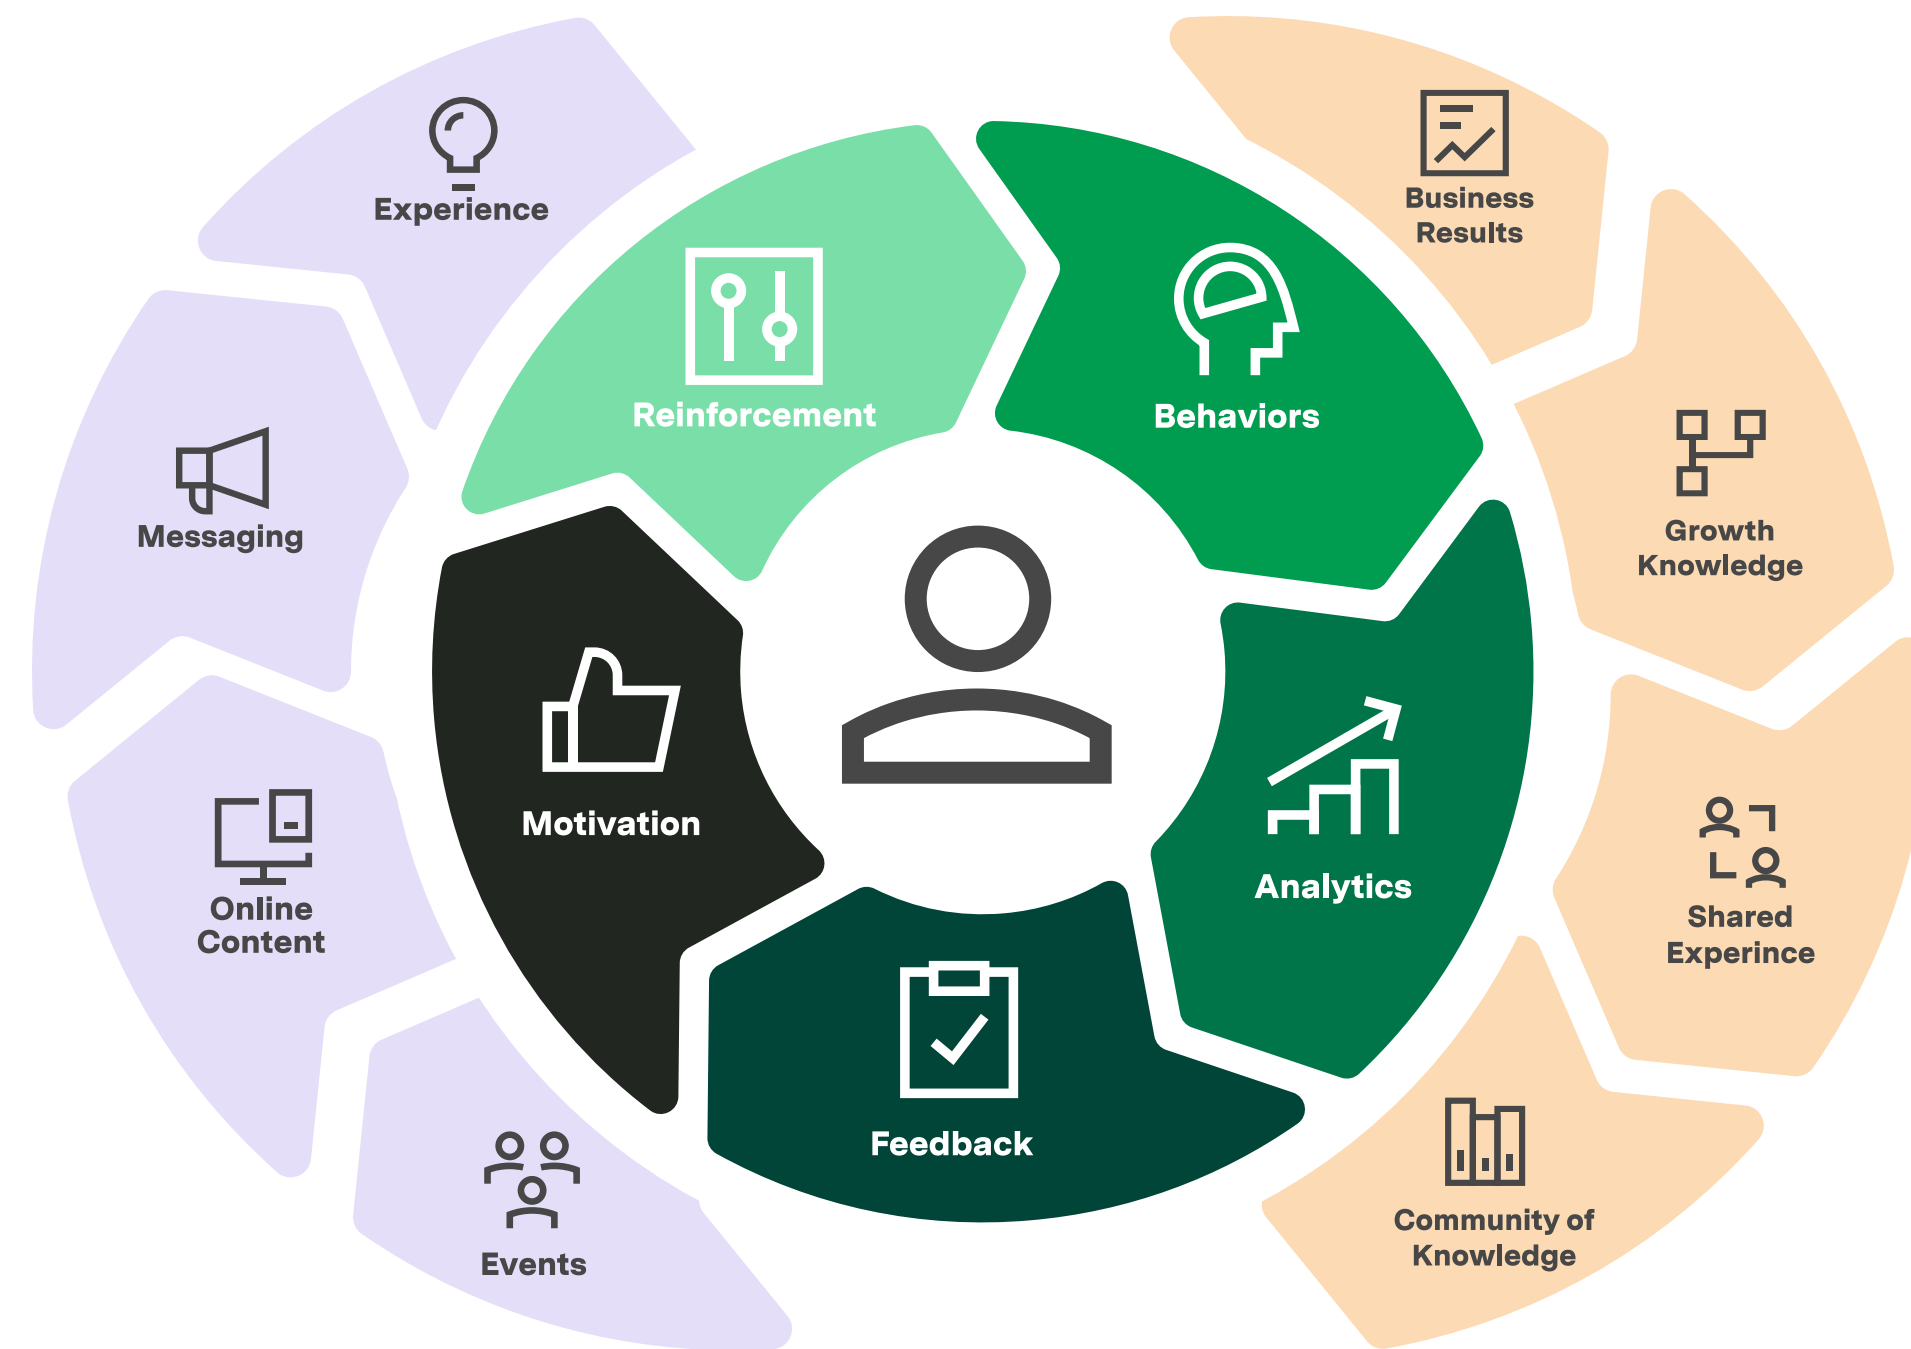 Experience
Messaging
Online
Content
Events
Reinforcement
Behaviors
Motivation
Analytics
Feedback
Business
Results
Growth
Knowledge
Shared
Experince
Community of
Knowledge